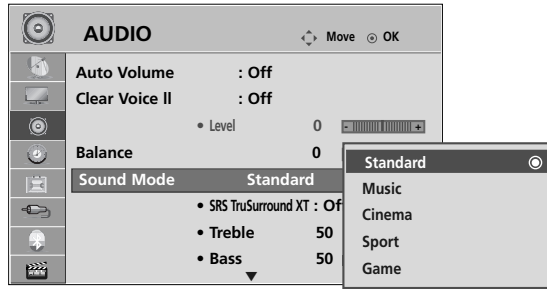 AUDIO Move OK
Auto Volume : Off
Clear Voice II : Off
• Level 0 - +
Balance 0
Sound Mode Standard
• SRS TruSurround XT : Of
• Treble 50
• Bass 50
Standard
Music
Cinema
Sport
Game